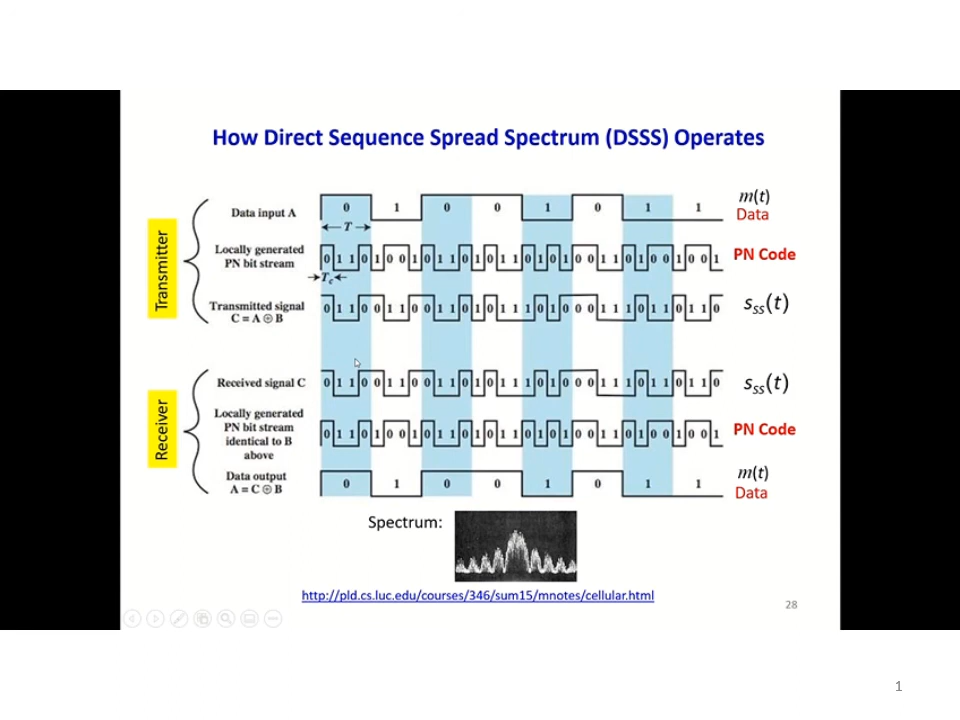 How Direct Sequence Spread Spectrum (DSSS) Operates
Transmitter
Data input A
0 1 0 0 1 0 1 1
T
m(t)
Data
Locally generated
PN bit stream
0 1 1 0 1 0 0 1 0 1 1 0 1 0 1 1 0 1 0 1 0 0 1 1 0 1 0 0 1 0 0 1
Tc
PN Code
Transmitted signal
C = A ⊕ B
0 1 1 0 0 1 1 0 0 1 1 0 1 0 1 1 1 0 1 0 0 0 1 1 1 0 1 1 0 1 1 0
sSS(t)
Receiver
Received signal C
0 1 1 0 0 1 1 0 0 1 1 0 1 0 1 1 1 0 1 0 0 0 1 1 1 0 1 1 0 1 1 0
sSS(t)
Locally generated
PN bit stream
identical to B
above
0 1 1 0 1 0 0 1 0 1 1 0 1 0 1 1 0 1 0 1 0 0 1 1 0 1 0 0 1 0 0 1
PN Code
Data output
A = C ⊕ B
0 1 0 0 1 0 1 1
m(t)
Data
Spectrum:
http://pld.cs.luc.edu/courses/346/sum15/mnotes/cellular.html
28
1